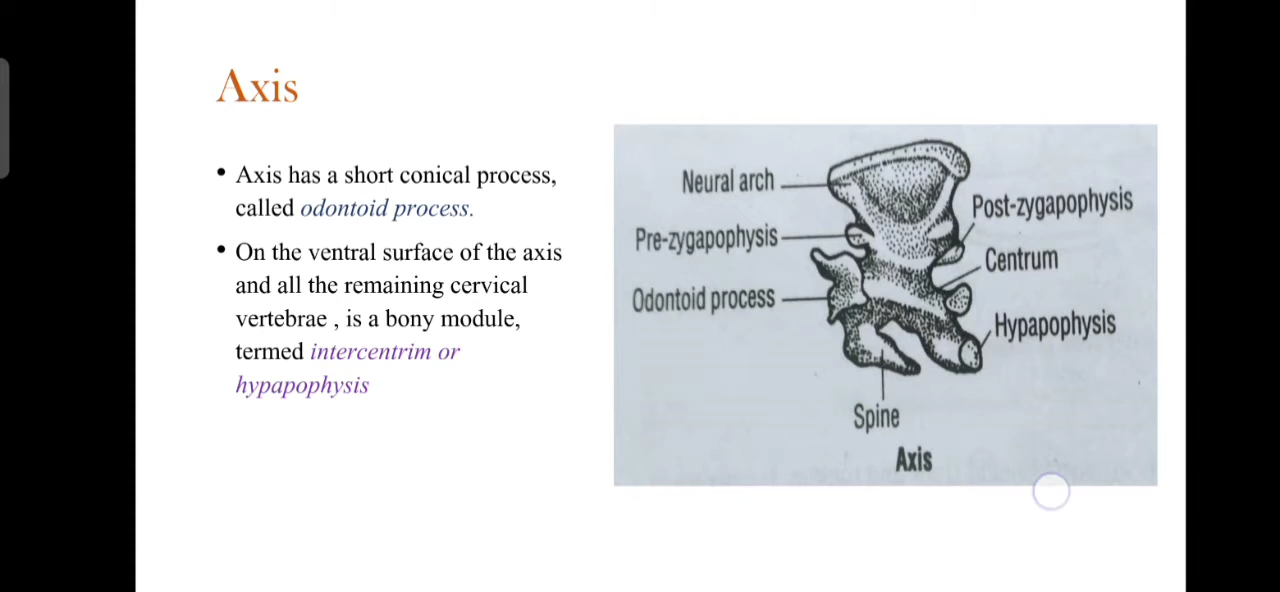 Axis
• Axis has a short conical process,
called odontoid process.
• On the ventral surface of the axis
and all the remaining cervical
vertebrae , is a bony module,
termed intercentrim or
hypapophysis
Neural arch
Post-zygapophysis
Pre-zygapophysis
Centrum
Odontoid process
Hypapophysis
Spine
Axis